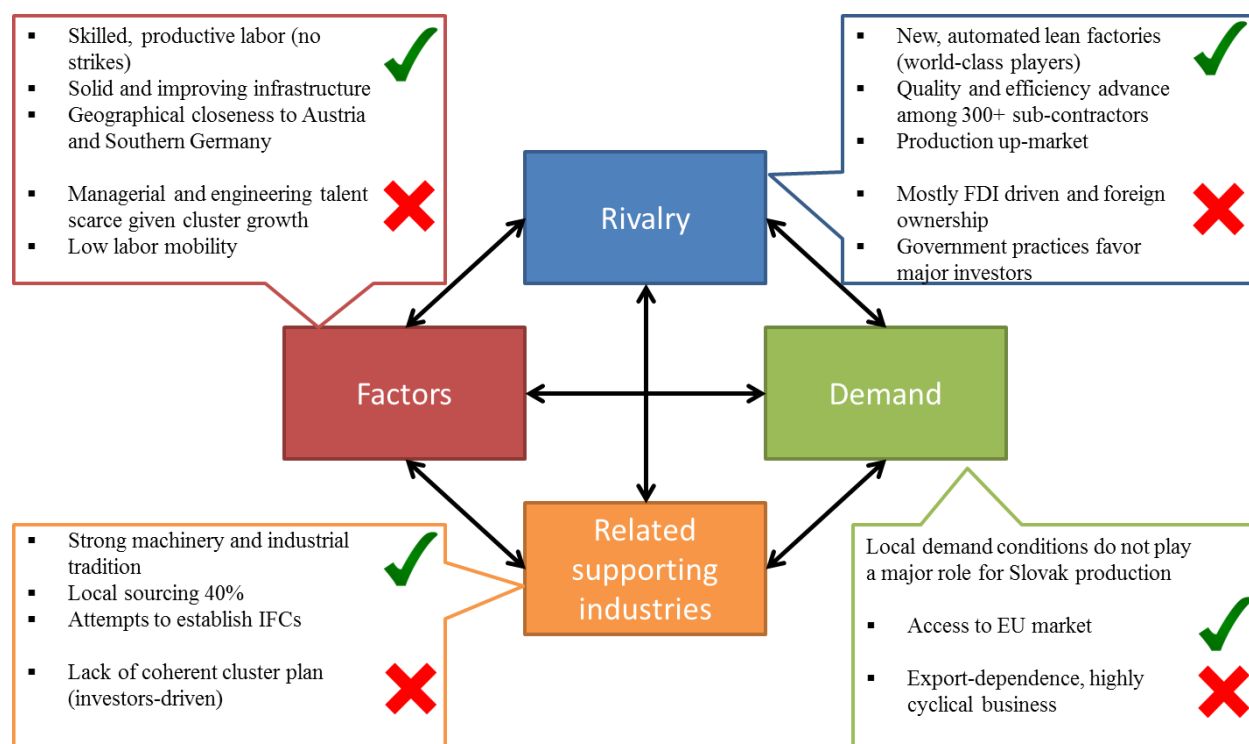 ▪ Skilled, productive labor (no
strikes)
▪ Solid and improving infrastructure
▪ Geographical closeness to Austria
and Southern Germany
▪ Managerial and engineering talent
scarce given cluster growth
▪ Low labor mobility
▪ New, automated lean factories
(world-class players)
▪ Quality and efficiency advance
among 300+ sub-contractors
▪ Production up-market
▪ Mostly FDI driven and foreign
ownership
▪ Government practices favor
major investors
Rivalry
Factors
Demand
Related
supporting
industries
▪ Strong machinery and industrial
tradition
▪ Local sourcing 40%
▪ Attempts to establish IFCs
▪ Lack of coherent cluster plan
(investors-driven)
Local demand conditions do not play
a major role for Slovak production
▪ Access to EU market
▪ Export-dependence, highly
cyclical business